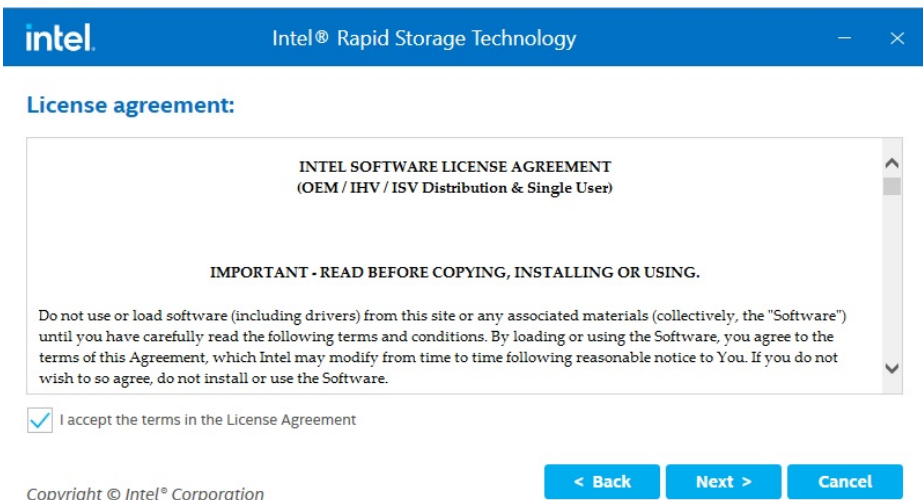 intel.
Intel® Rapid Storage Technology
License agreement:
INTEL SOFTWARE LICENSE AGREEMENT
(OEM / IHV / ISV Distribution & Single User)
IMPORTANT - READ BEFORE COPYING, INSTALLING OR USING.
Do not use or load software (including drivers) from this site or any associated materials (collectively, the "Software")
until you have carefully read the following terms and conditions. By loading or using the Software, you agree to the
terms of this Agreement, which Intel may modify from time to time following reasonable notice to You. If you do not
wish to so agree, do not install or use the Software.
I accept the terms in the License Agreement
< Back
Next >
Cancel
Copyright © Intel® Corporation